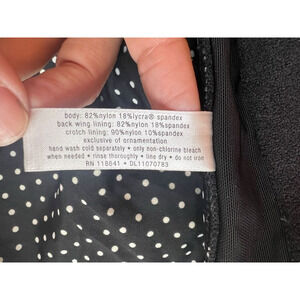 body: 82%nylon 18%lycra® spandex
back wing lining: 82%nylon 18%spandex
crotch lining: 90%nylon 10%spandex
exclusive of ornamentation
hand wash cold separately • only non-chlorine bleach
when needed • rinse thoroughly • line dry • do not iron
RN 118641 • DL11070783